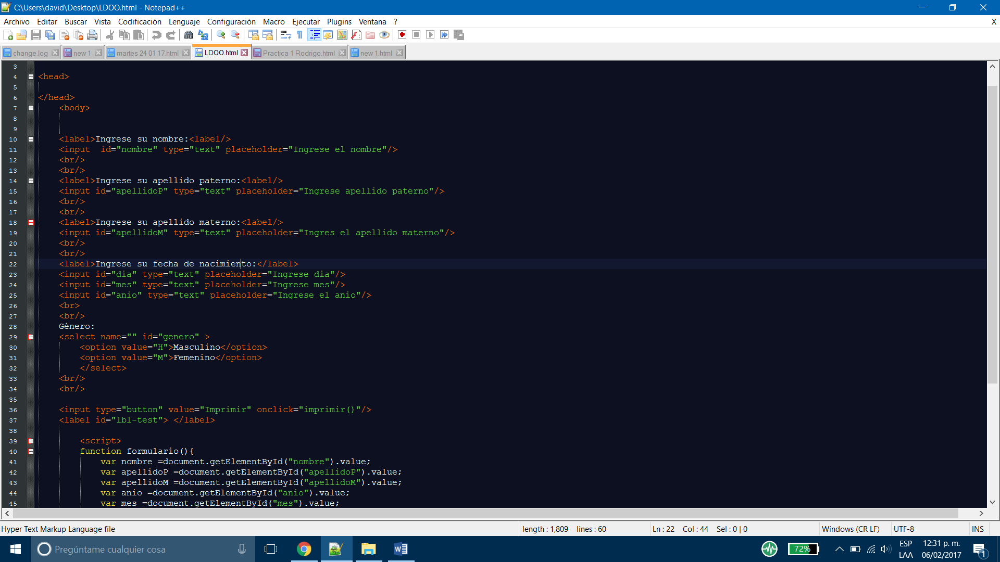 C:\Users\david\Desktop\LDOO.html - Notepad++
Archivo Editar Buscar Vista Codificación Lenguaje Configuración Macro Ejecutar Plugins Ventana ? X
change.log new 1 martes 24 01 17.html LDOO.html Practica 1 Rodrigo.html new 1.html
3
4 <head>
5
6 </head>
7 <body>
8
9
10 <label>Ingrese su nombre:<label/>
11 <input  id="nombre" type="text" placeholder="Ingrese el nombre"/>
12 <br/>
13 <br/>
14 <label>Ingrese su apellido paterno:<label/>
15 <input id="apellidoP" type="text" placeholder="Ingrese apellido paterno"/>
16 <br/>
17 <br/>
18 <label>Ingrese su apellido materno:<label/>
19 <input id="apellidoM" type="text" placeholder="Ingres el apellido materno"/>
20 <br/>
21 <br/>
22 <label>Ingrese su fecha de nacimiento:</label>
23 <input id="dia" type="text" placeholder="Ingrese dia"/>
24 <input id="mes" type="text" placeholder="Ingrese mes"/>
25 <input id="anio" type="text" placeholder="Ingrese el anio"/>
26 <br>
27 <br/>
28 Género:
29 <select name="" id="genero" >
30 <option value="H">Masculino</option>
31 <option value="M">Femenino</option>
32 </select>
33 <br/>
34 <br/>
35
36 <input type="button" value="Imprimir" onclick="imprimir()"/>
37 <label id="lbl-test"> </label>
38
39 <script>
40 function formulario(){
41 var nombre =document.getElementById("nombre").value;
42 var apellidoP =document.getElementById("apellidoP").value;
43 var apellidoM =document.getElementById("apellidoM").value;
44 var anio =document.getElementById("anio").value;
45 var mes =document.getElementById("mes").value;
Hyper Text Markup Language file length : 1,809 lines : 60 Ln : 22 Col : 44 Sel : 0 | 0 Windows (CR LF) UTF-8 INS
Pregúntame cualquier cosa 72% ESP 12:31 p. m.
LAA 06/02/2017 1